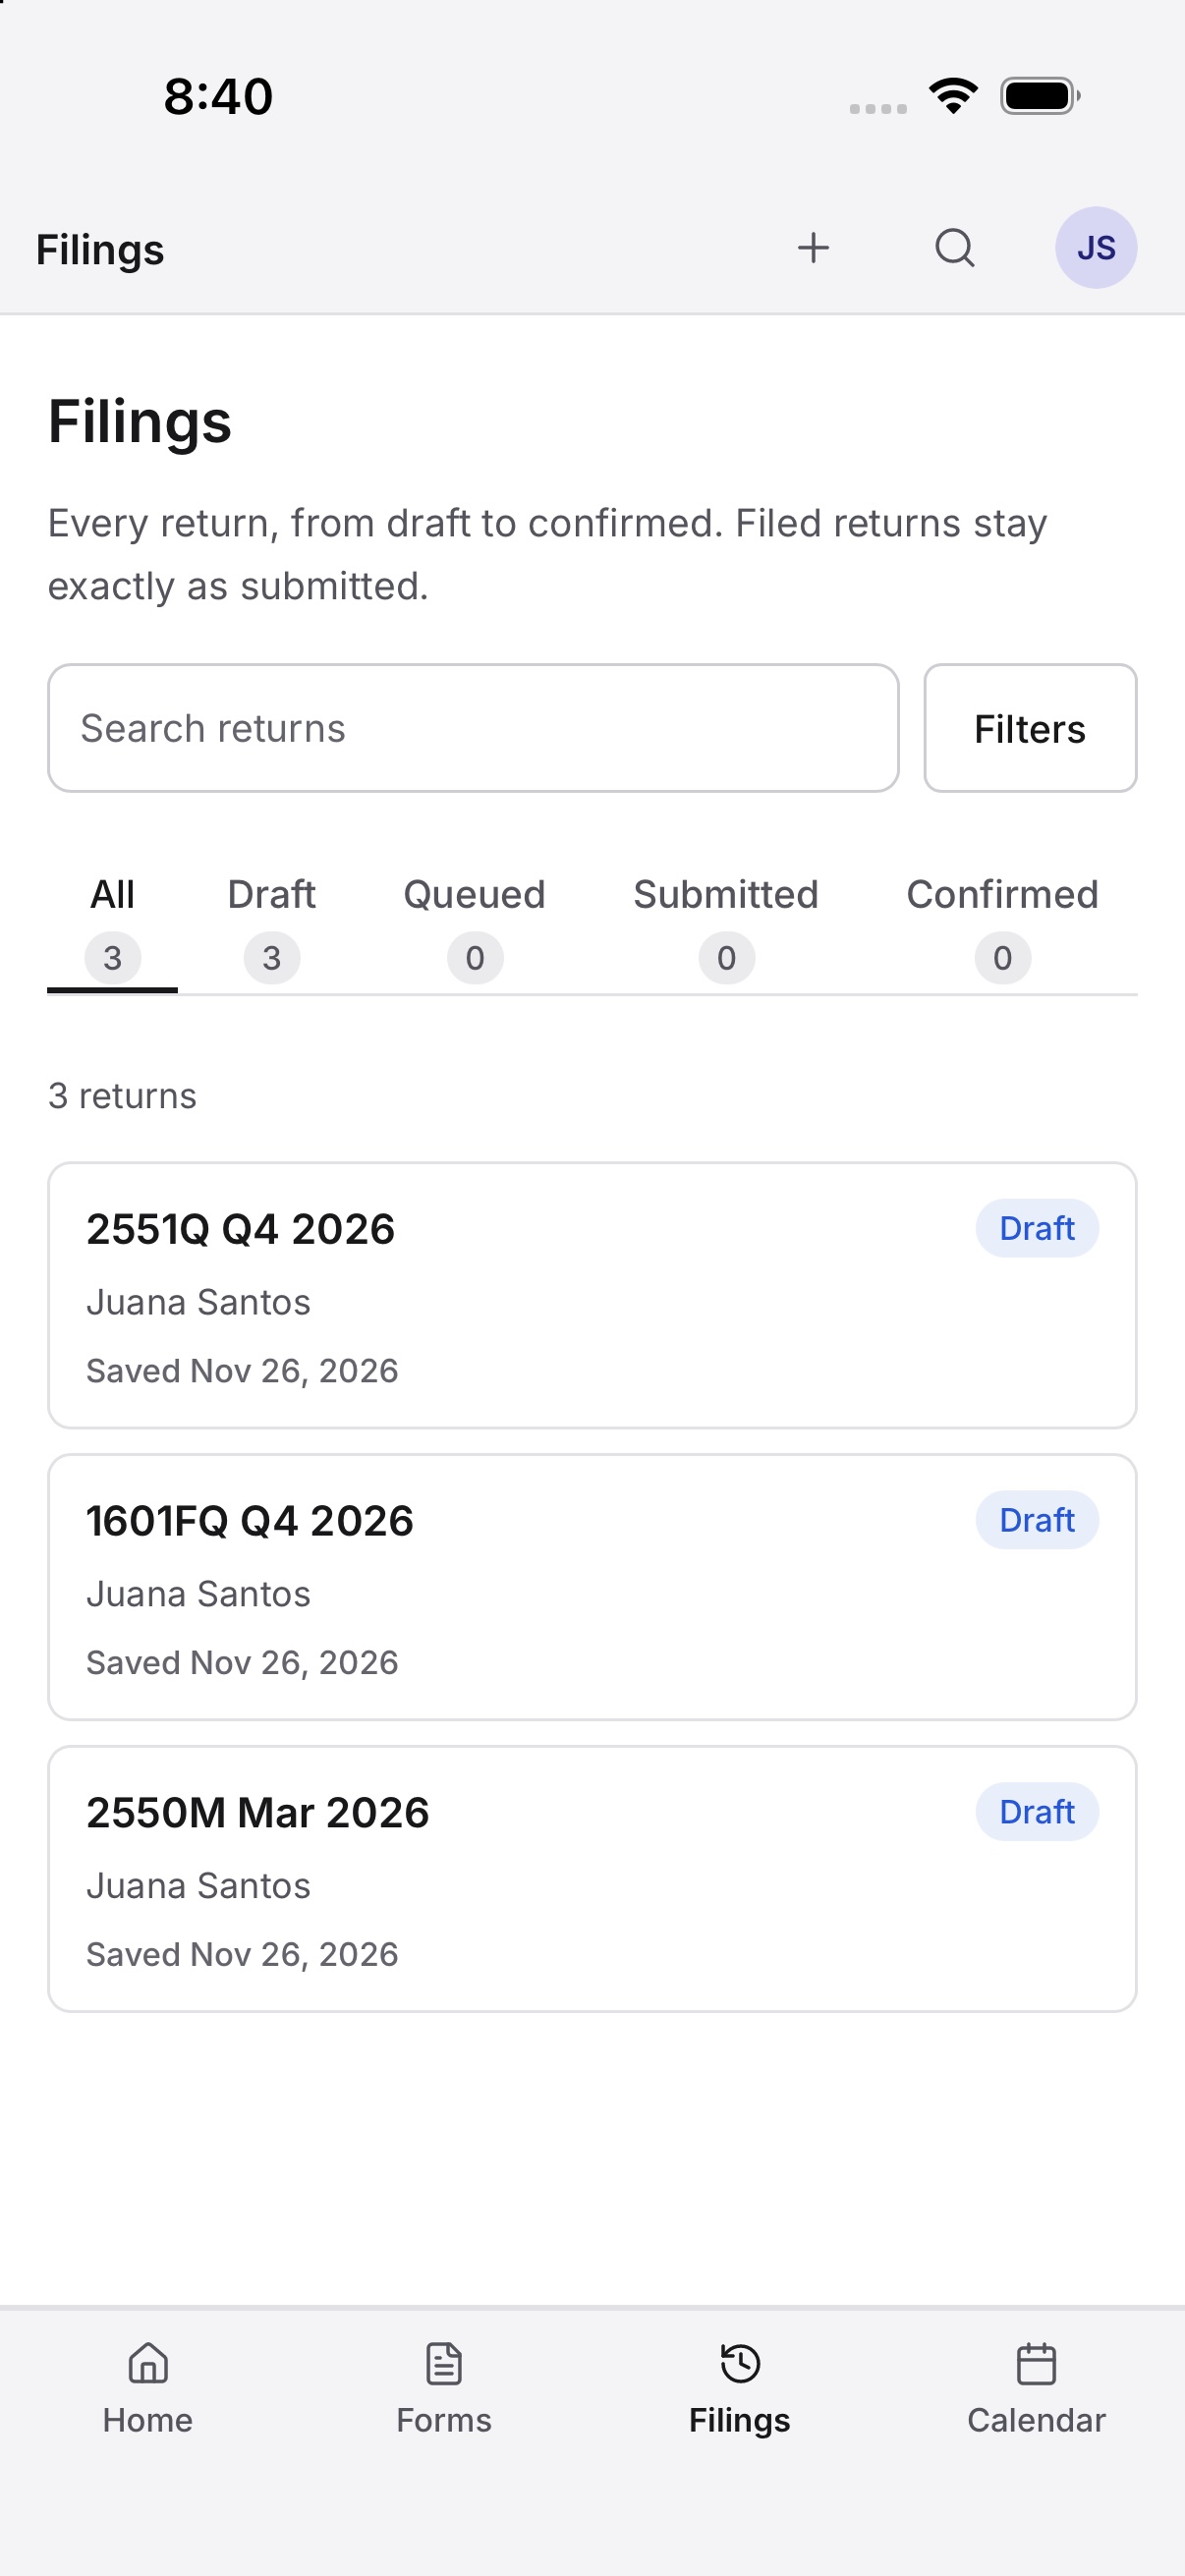 8:40
Filings
JS
Filings
Every return, from draft to confirmed. Filed returns stay
exactly as submitted.
Search returns
Filters
All
3
Draft
3
Queued
0
Submitted
0
Confirmed
0
3 returns
2551Q Q4 2026
Draft
Juana Santos
Saved Nov 26, 2026
1601FQ Q4 2026
Draft
Juana Santos
Saved Nov 26, 2026
2550M Mar 2026
Draft
Juana Santos
Saved Nov 26, 2026
Home
Forms
Filings
Calendar